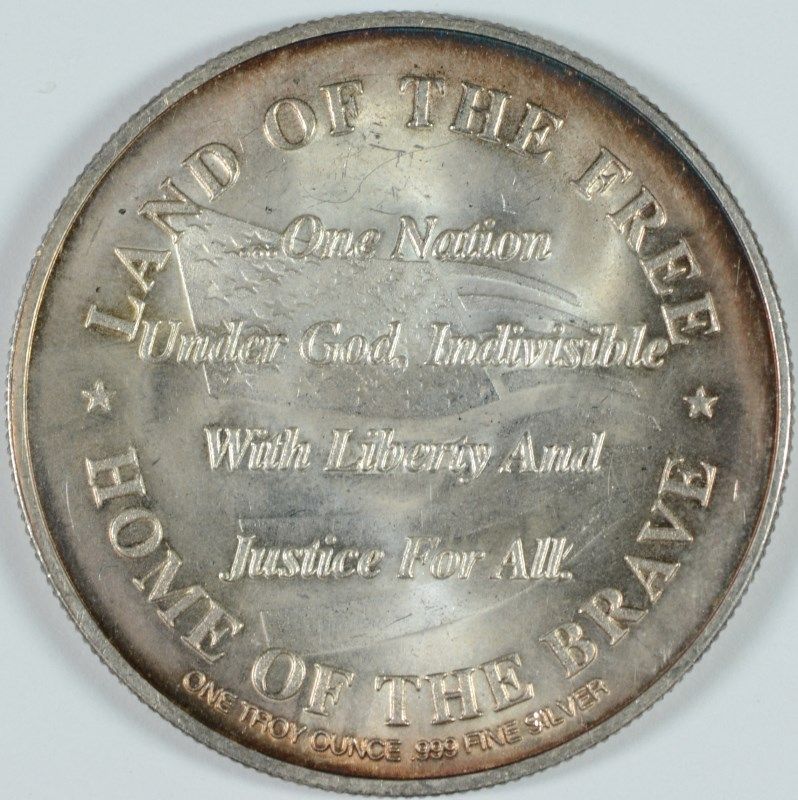 LAND OF THE FREE
....One Nation
Under God, Indivisible
With Liberty And
Justice For All.
HOME OF THE BRAVE
ONE TROY OUNCE .999 FINE SILVER